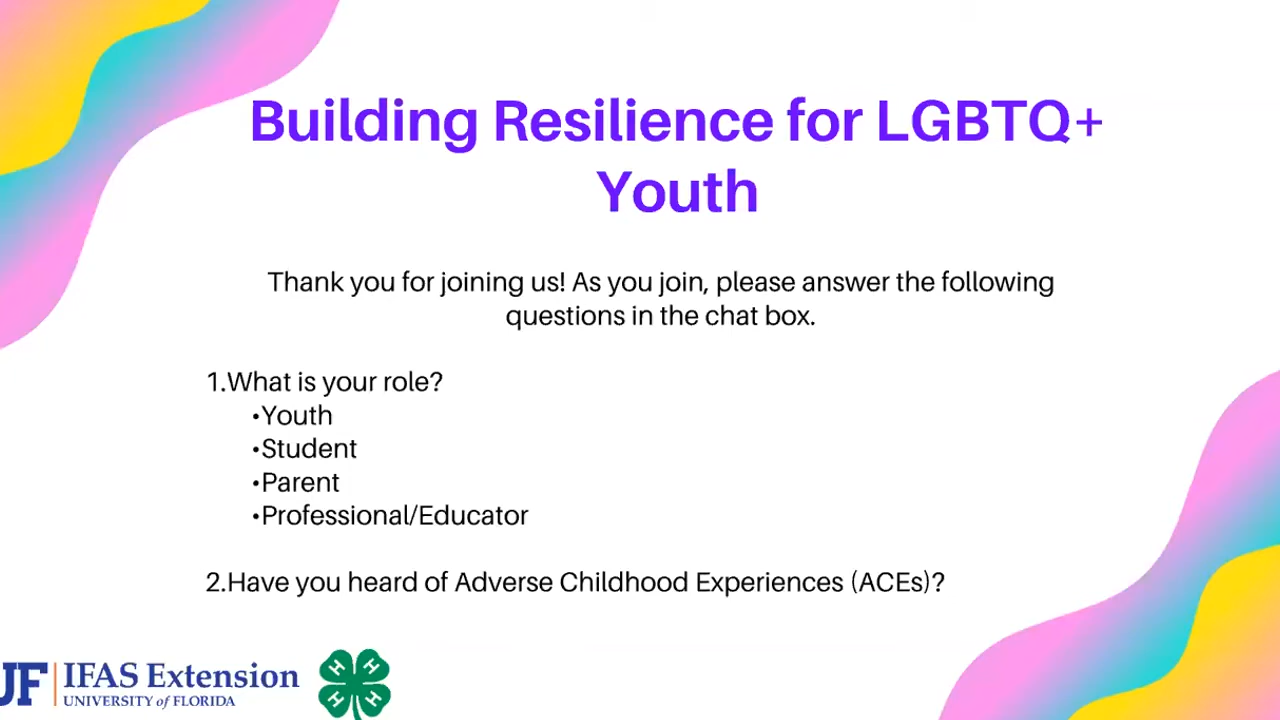 Building Resilience for LGBTQ+
Youth
Thank you for joining us! As you join, please answer the following
questions in the chat box.
1.What is your role?
•Youth
•Student
•Parent
•Professional/Educator
2.Have you heard of Adverse Childhood Experiences (ACEs)?
UF IFAS Extension
UNIVERSITY of FLORIDA
H H
H H